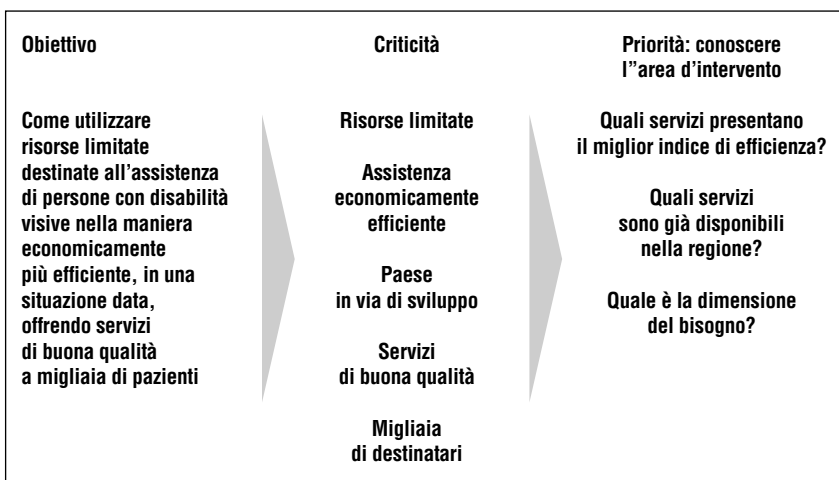 Obiettivo
Come utilizzare
risorse limitate
destinate all'assistenza
di persone con disabilità
visive nella maniera
economicamente
più efficiente, in una
situazione data,
offrendo servizi
di buona qualità
a migliaia di pazienti
Criticità
Risorse limitate
Assistenza
economicamente
efficiente
Paese
in via di sviluppo
Servizi
di buona qualità
Migliaia
di destinatari
Priorità: conoscere
l''area d'intervento
Quali servizi presentano
il miglior indice di efficienza?
Quali servizi
sono già disponibili
nella regione?
Quale è la dimensione
del bisogno?